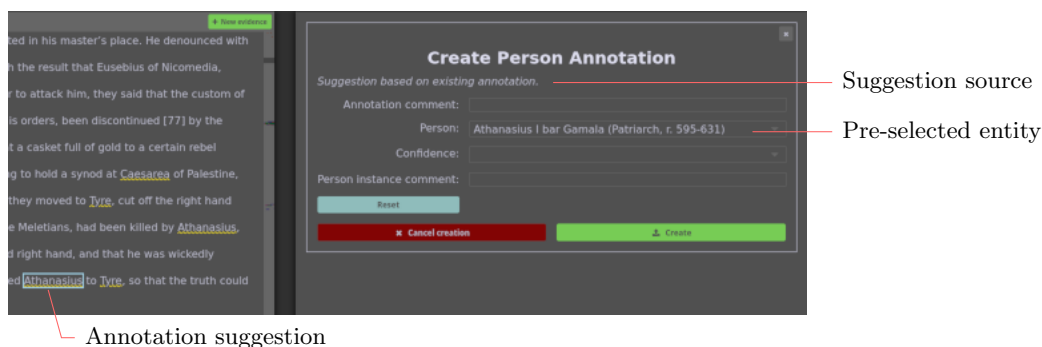 + New evidence
ted in his master's place. He denounced with
h the result that Eusebius of Nicomedia,
r to attack him, they said that the custom of
is orders, been discontinued [77] by the
t a casket full of gold to a certain rebel
g to hold a synod at Caesarea of Palestine,
they moved to Tyre, cut off the right hand
e Meletians, had been killed by Athanasius,
d right hand, and that he was wickedly
ed Athanasius to Tyre, so that the truth could
Create Person Annotation
Suggestion based on existing annotation.
Annotation comment:
Person: Athanasius I bar Gamala (Patriarch, r. 595-631)
Confidence:
Person instance comment:
Reset
Cancel creation
Create
Suggestion source
Pre-selected entity
Annotation suggestion